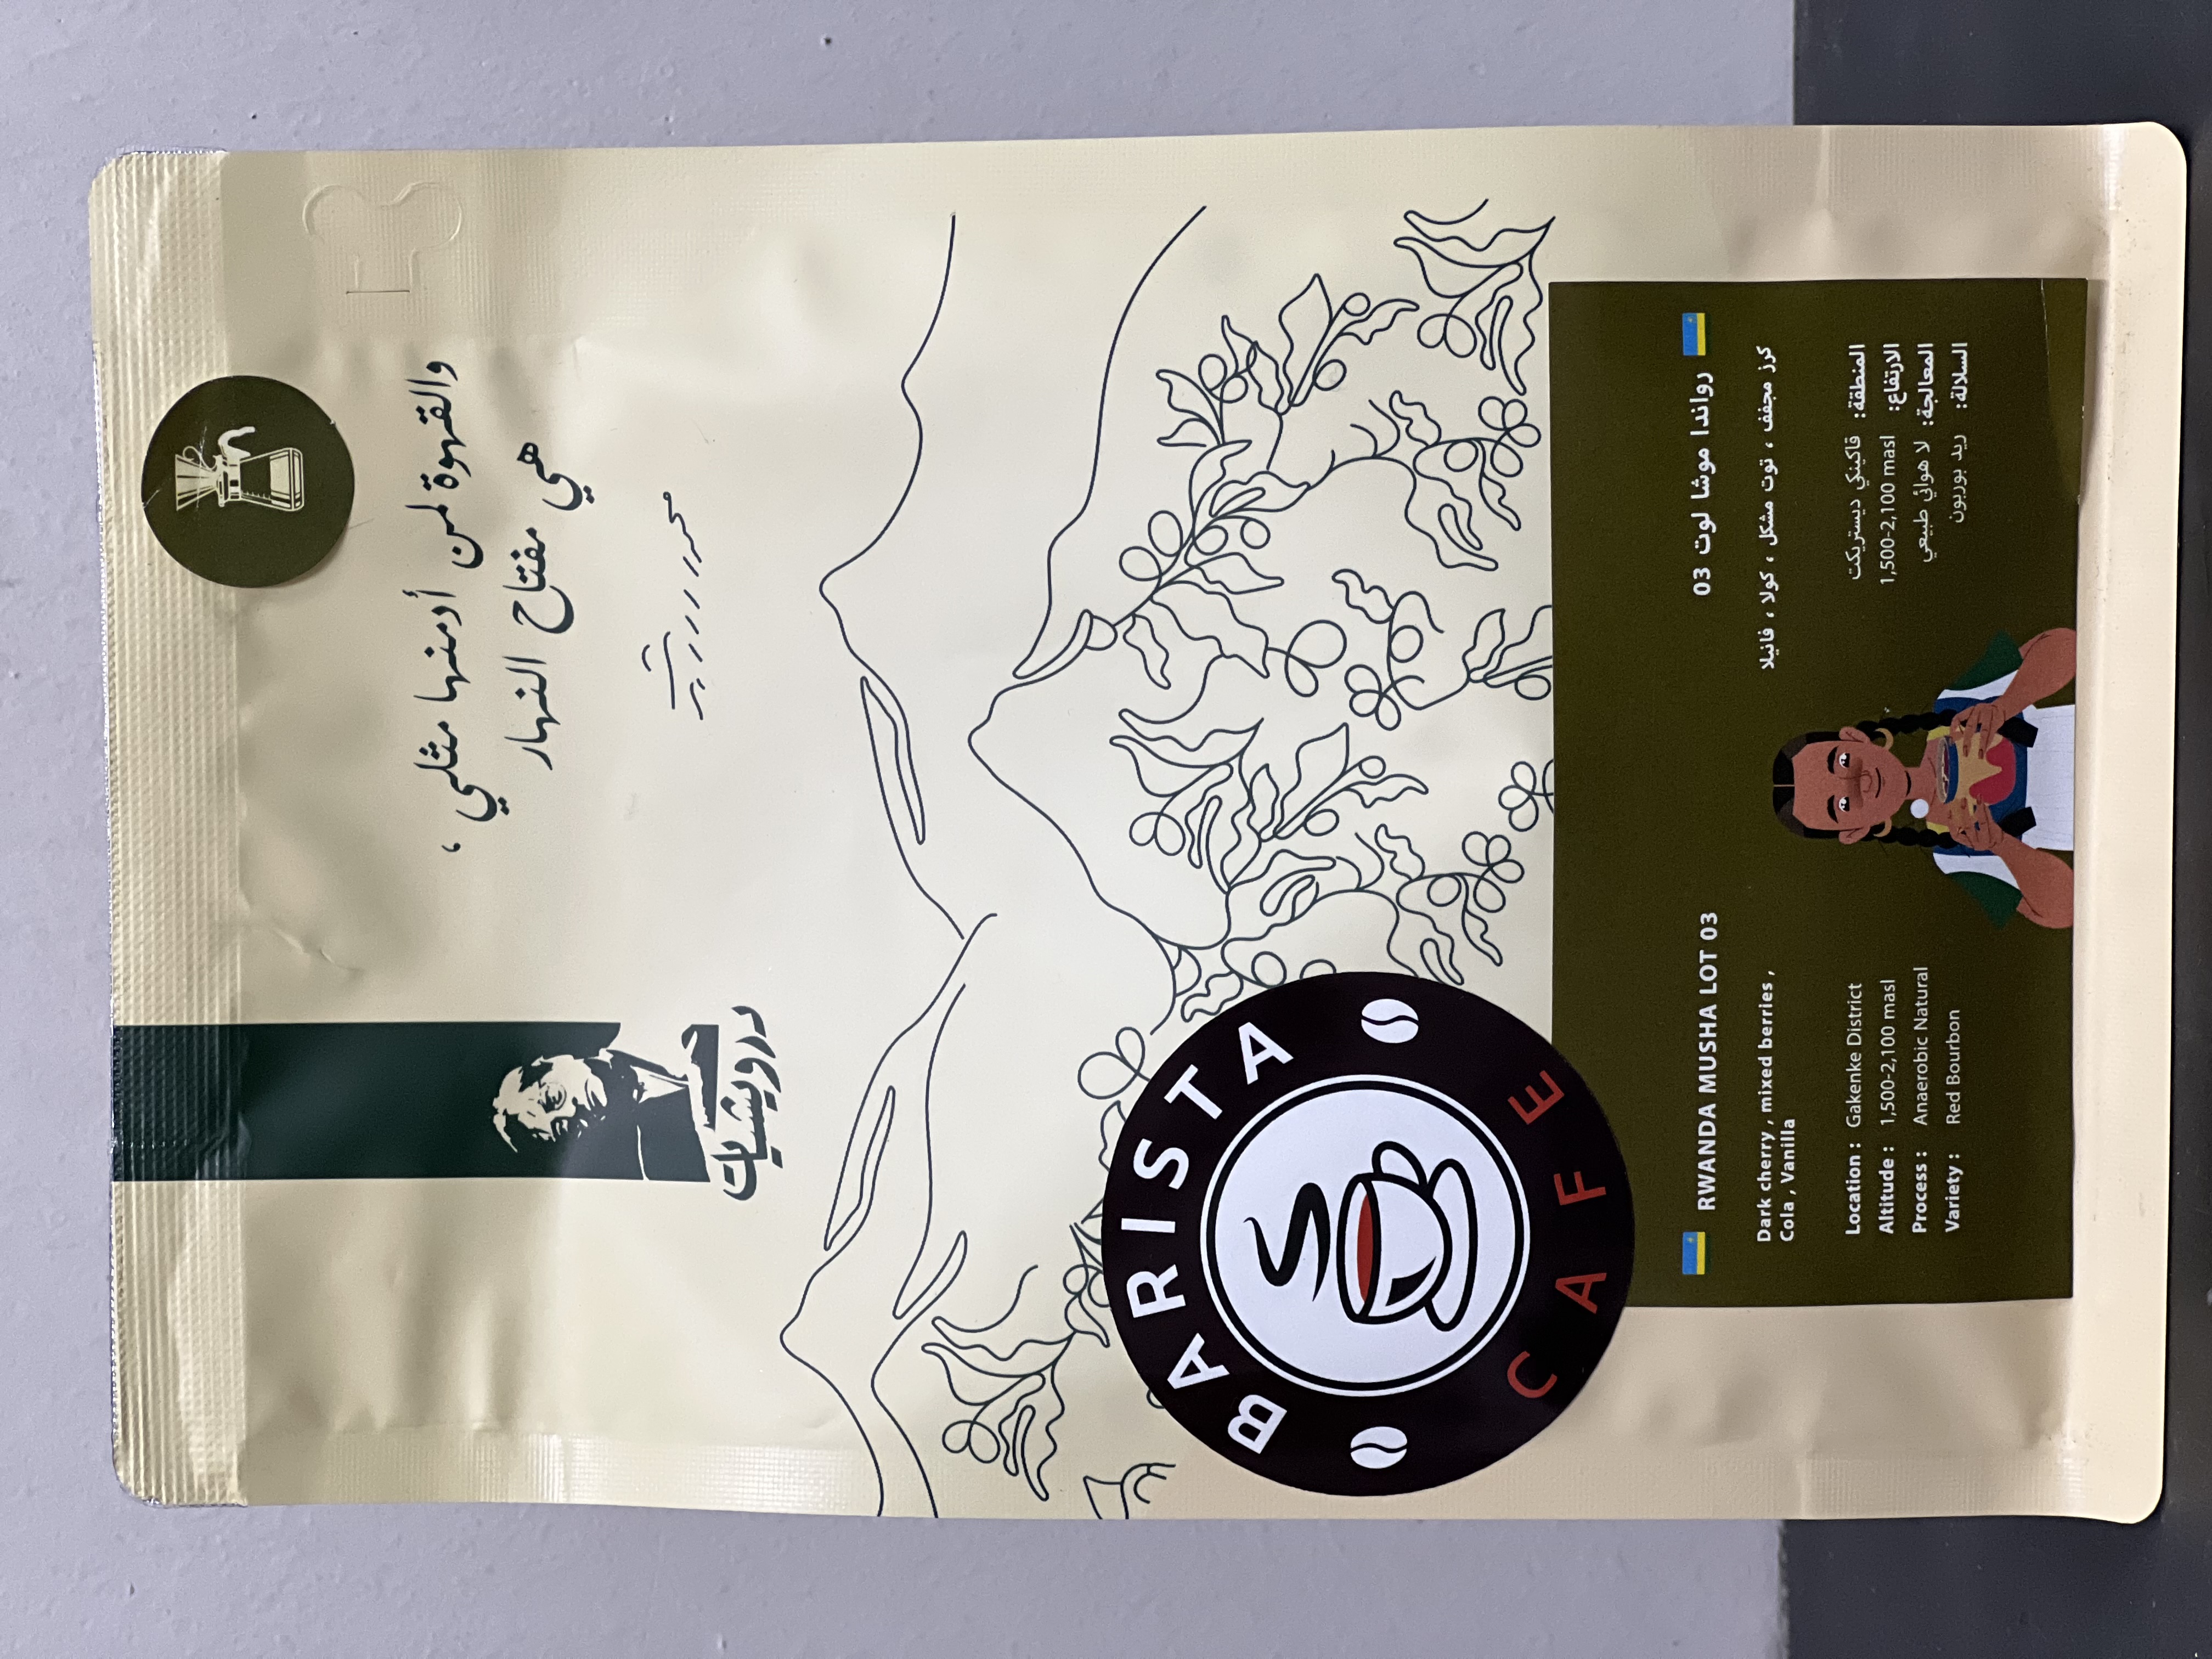 والقهوة لمن أدمنها مثلي ،
هي مفتاح النهار
محمود درويش
درويشيات
BARISTA
CAFE
RWANDA MUSHA LOT 03
Dark cherry , mixed berries ,
Cola , Vanilla
Location : Gakenke District
Altitude : 1,500-2,100 masl
Process : Anaerobic Natural
Variety : Red Bourbon
رواندا موشا لوت 03
كرز مجفف ، توت مشكل ، كولا ، فانيلا
المنطقة: قاكينكي ديستريكت
الارتفاع: 1,500-2,100 masl
المعالجة: لا هوائي طبيعي
السلالة: ريد بوربون